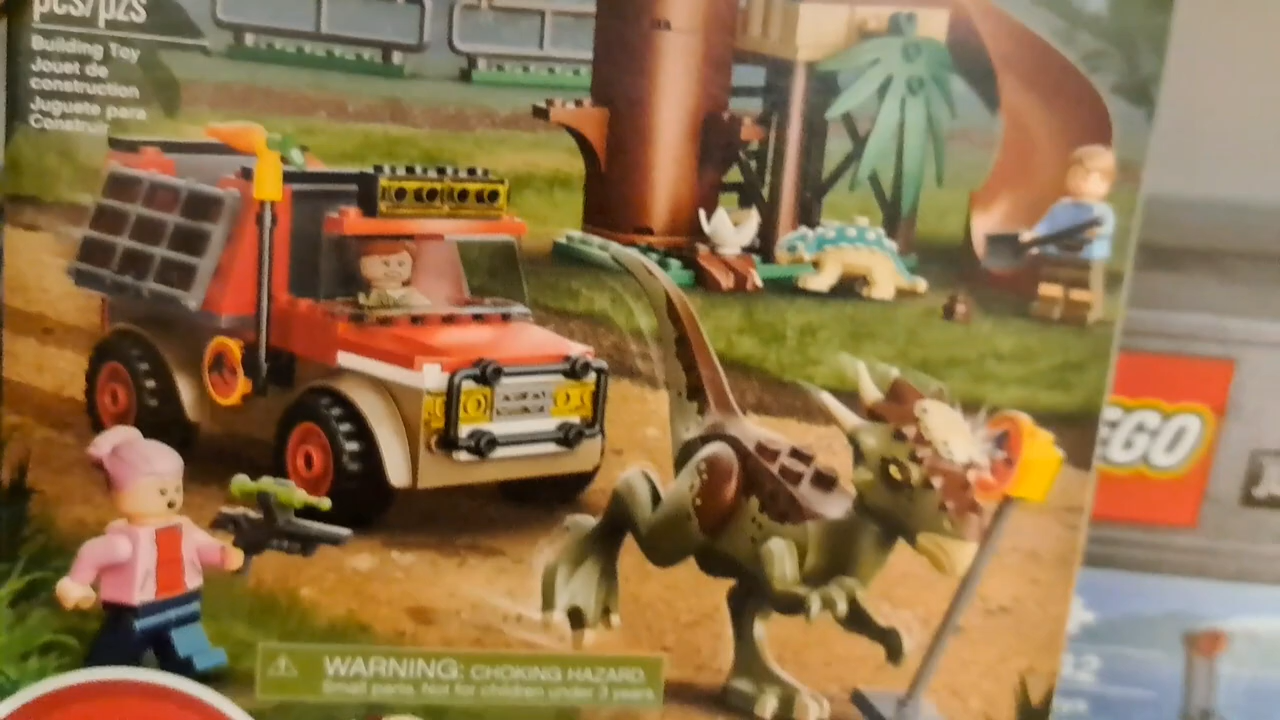 pcs/pzs
Building Toy
Jouet de
construction
Juguete para
Construir
EGO
WARNING: CHOKING HAZARD.
Small parts. Not for children under 3 years.